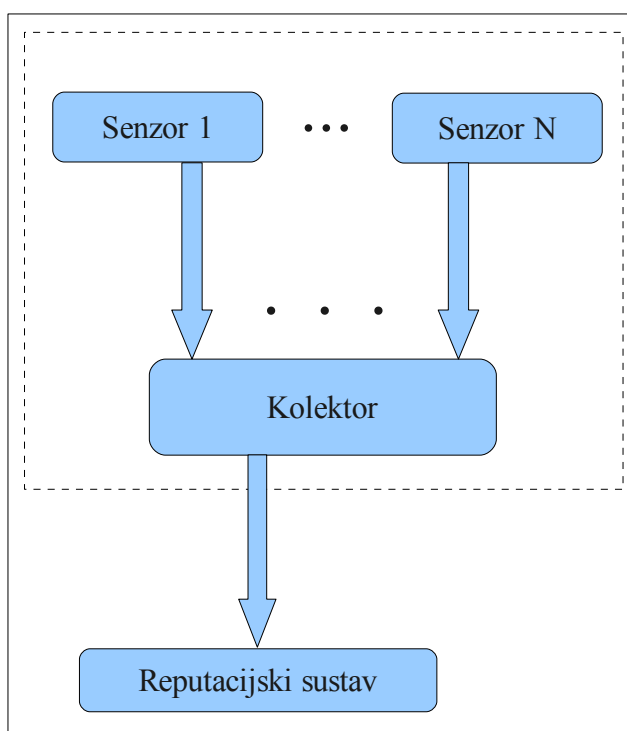 Senzor 1 ... Senzor N
. . .
Kolektor
Reputacijski sustav